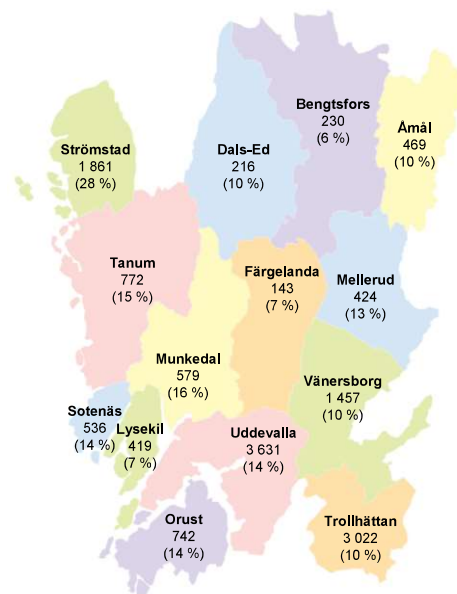 Bengtsfors
230
(6 %)
Åmål
469
(10 %)
Strömstad
1 861
(28 %)
Dals-Ed
216
(10 %)
Tanum
772
(15 %)
Färgelanda
143
(7 %)
Mellerud
424
(13 %)
Munkedal
579
(16 %)
Vänersborg
1 457
(10 %)
Sotenäs
536
(14 %)
Lysekil
419
(7 %)
Uddevalla
3 631
(14 %)
Orust
742
(14 %)
Trollhättan
3 022
(10 %)